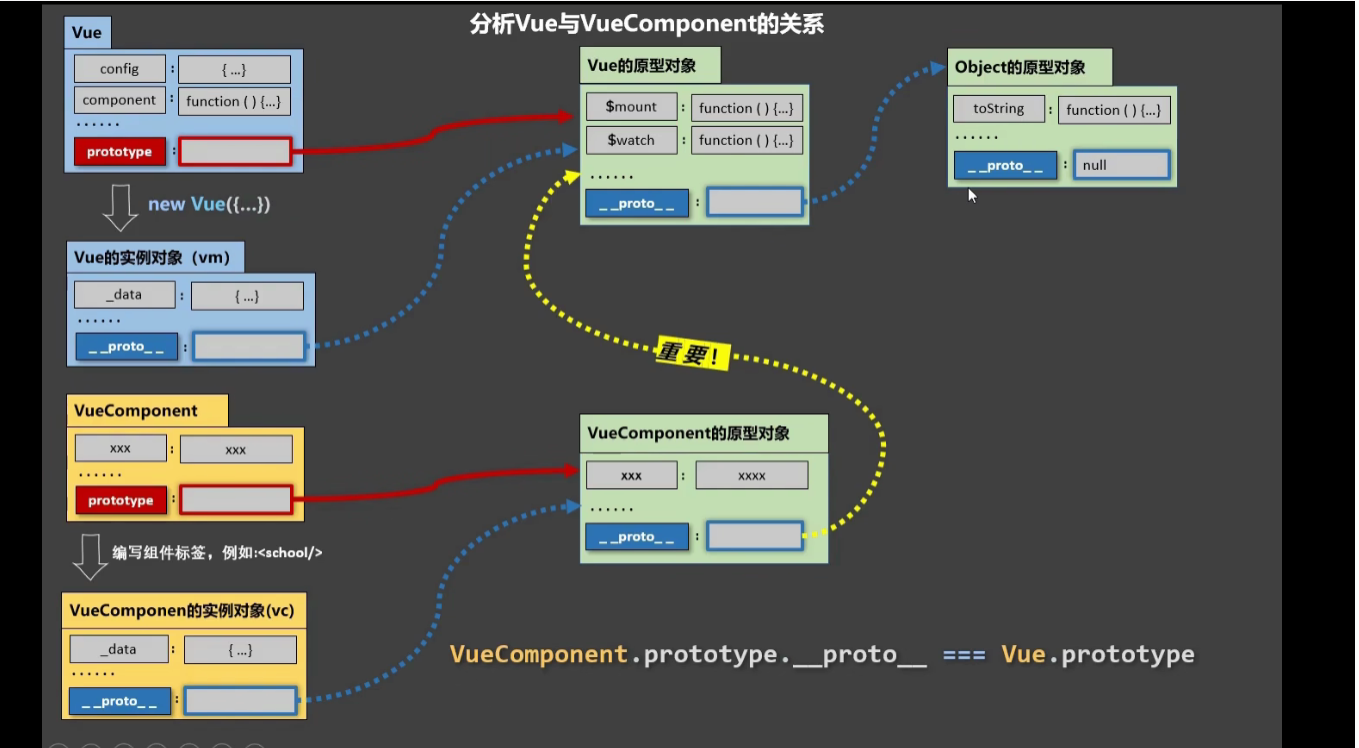 分析Vue与VueComponent的关系
Vue
config : { ...}
component : function ( ) {...}
......
prototype :
new Vue({...})
Vue的实例对象（vm）
_data : { ...}
......
_ _proto_ _ :
VueComponent
xxx : xxx
......
prototype :
编写组件标签，例如:<school/>
VueComponen的实例对象(vc)
_data : { ...}
......
_ _proto_ _ :
Vue的原型对象
$mount : function ( ) {...}
$watch : function ( ) {...}
......
_ _proto_ _ :
Object的原型对象
toString : function ( ) {...}
......
_ _proto_ _ : null
重要！
VueComponent的原型对象
xxx : xxxx
......
_ _proto_ _ :
VueComponent.prototype.__proto__ === Vue.prototype